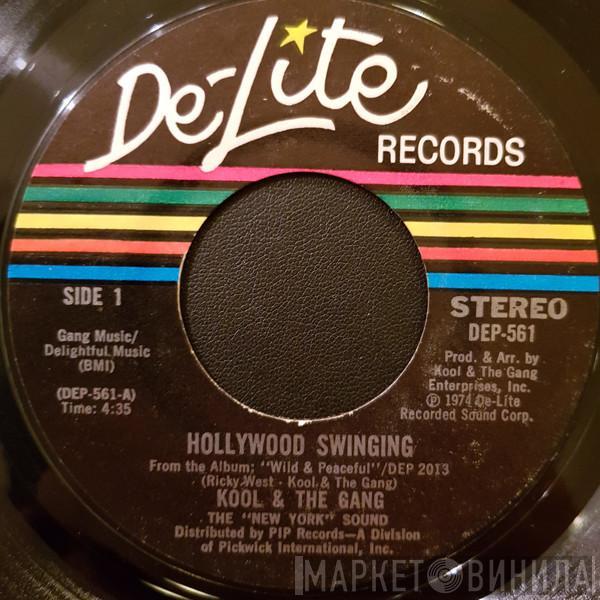 De-Lite
RECORDS
SIDE 1
STEREO
DEP-561
Gang Music/
Delightful Music
(BMI)
Prod. & Arr. by
Kool & The Gang
Enterprises, Inc.
℗ 1974 De-Lite
Recorded Sound Corp.
(DEP-561-A)
Time: 4:35
HOLLYWOOD SWINGING
From the Album: "Wild & Peaceful"/DEP 2013
(Ricky West - Kool & The Gang)
KOOL & THE GANG
THE "NEW YORK" SOUND
Distributed by PIP Records—A Division
of Pickwick International, Inc.
МАРКЕТ ВИНИЛА